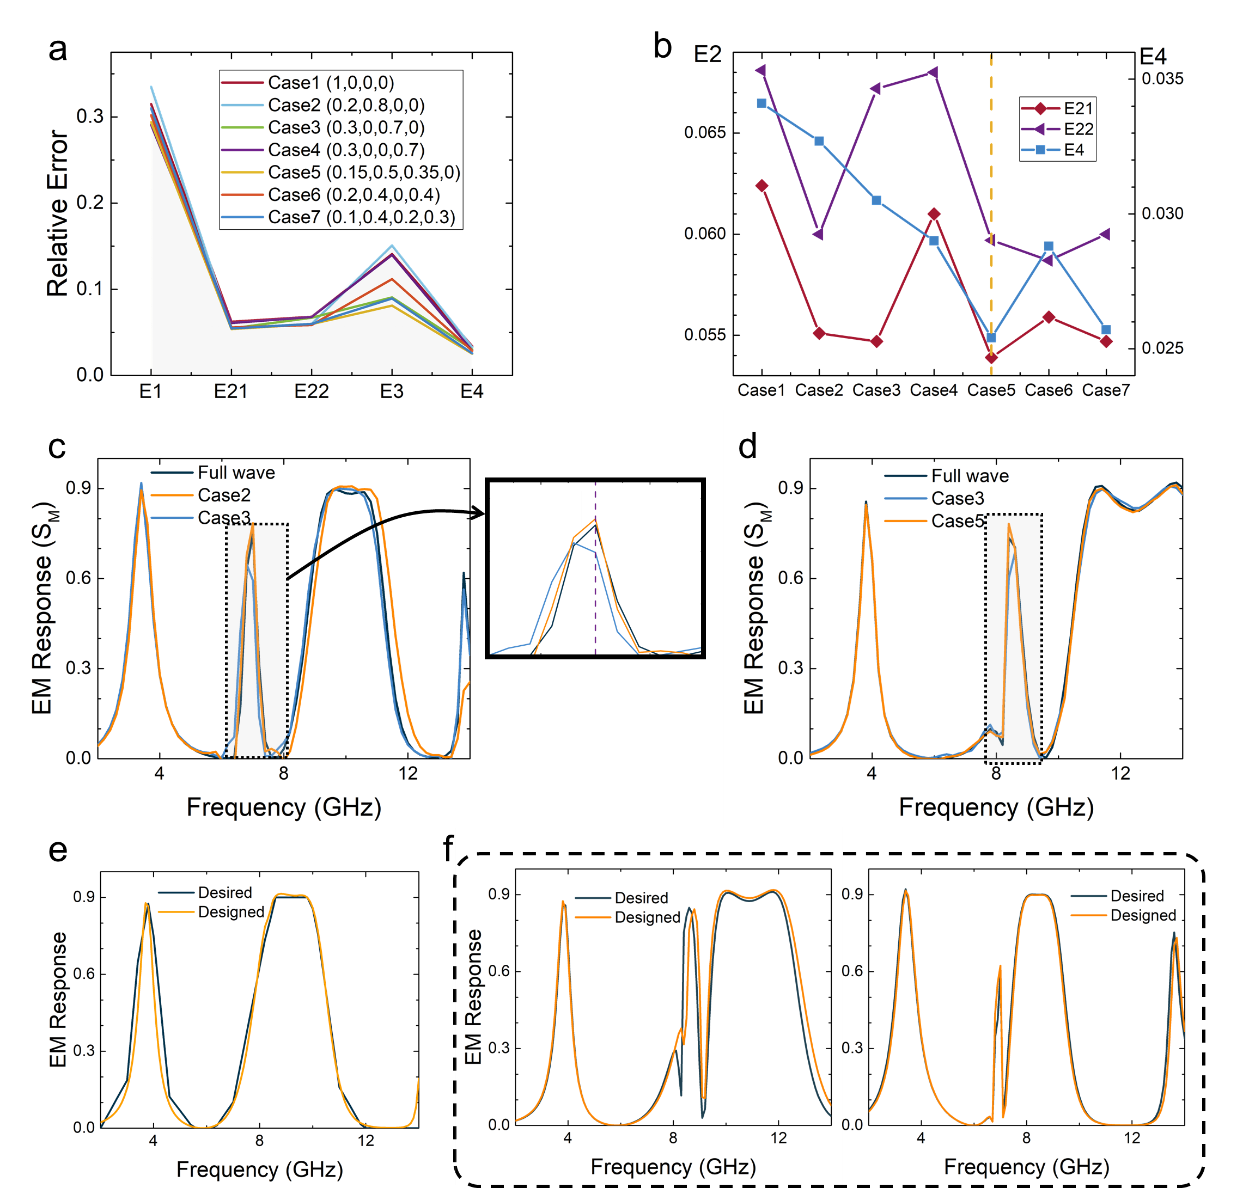 a
Relative Error
0.3
0.2
0.1
0.0
Case1 (1,0,0,0)
Case2 (0.2,0.8,0,0)
Case3 (0.3,0,0.7,0)
Case4 (0.3,0,0,0.7)
Case5 (0.15,0.5,0.35,0)
Case6 (0.2,0.4,0,0.4)
Case7 (0.1,0.4,0.2,0.3)
E1 E21 E22 E3 E4
b
E2
E4
0.065
0.060
0.055
0.035
0.030
0.025
E21
E22
E4
Case1 Case2 Case3 Case4 Case5 Case6 Case7
c
EM Response (S_M)
0.9
0.6
0.3
0.0
Full wave
Case2
Case3
4 8 12
Frequency (GHz)
d
EM Response (S_M)
0.9
0.6
0.3
0.0
Full wave
Case3
Case5
4 8 12
Frequency (GHz)
e
EM Response
0.9
0.6
0.3
0.0
Desired
Designed
4 8 12
Frequency (GHz)
f
EM Response
0.9
0.6
0.3
0.0
Desired
Designed
4 8 12
Frequency (GHz)
0.9
0.6
0.3
0.0
Desired
Designed
4 8 12
Frequency (GHz)